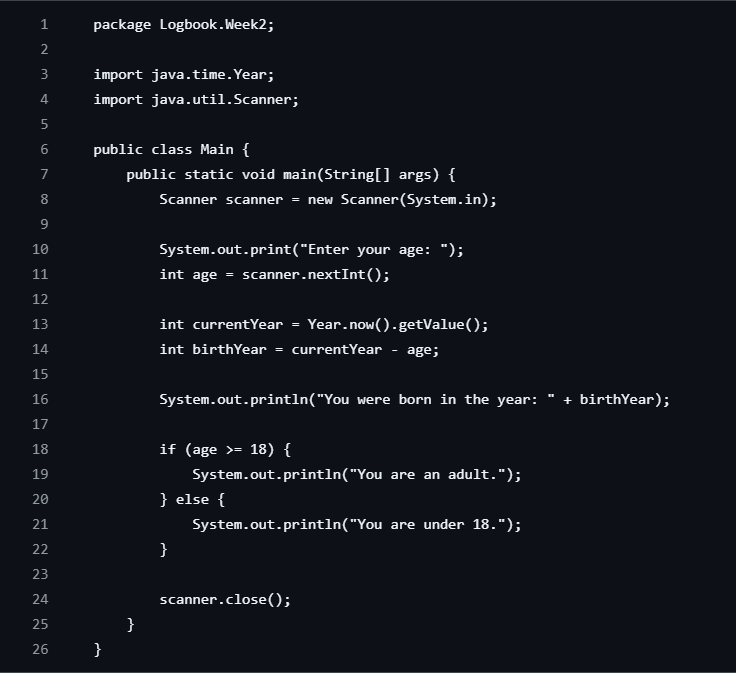 1 package Logbook.Week2;
2
3 import java.time.Year;
4 import java.util.Scanner;
5
6 public class Main {
7     public static void main(String[] args) {
8         Scanner scanner = new Scanner(System.in);
9
10         System.out.print("Enter your age: ");
11         int age = scanner.nextInt();
12
13         int currentYear = Year.now().getValue();
14         int birthYear = currentYear - age;
15
16         System.out.println("You were born in the year: " + birthYear);
17
18         if (age >= 18) {
19             System.out.println("You are an adult.");
20         } else {
21             System.out.println("You are under 18.");
22         }
23
24         scanner.close();
25     }
26 }